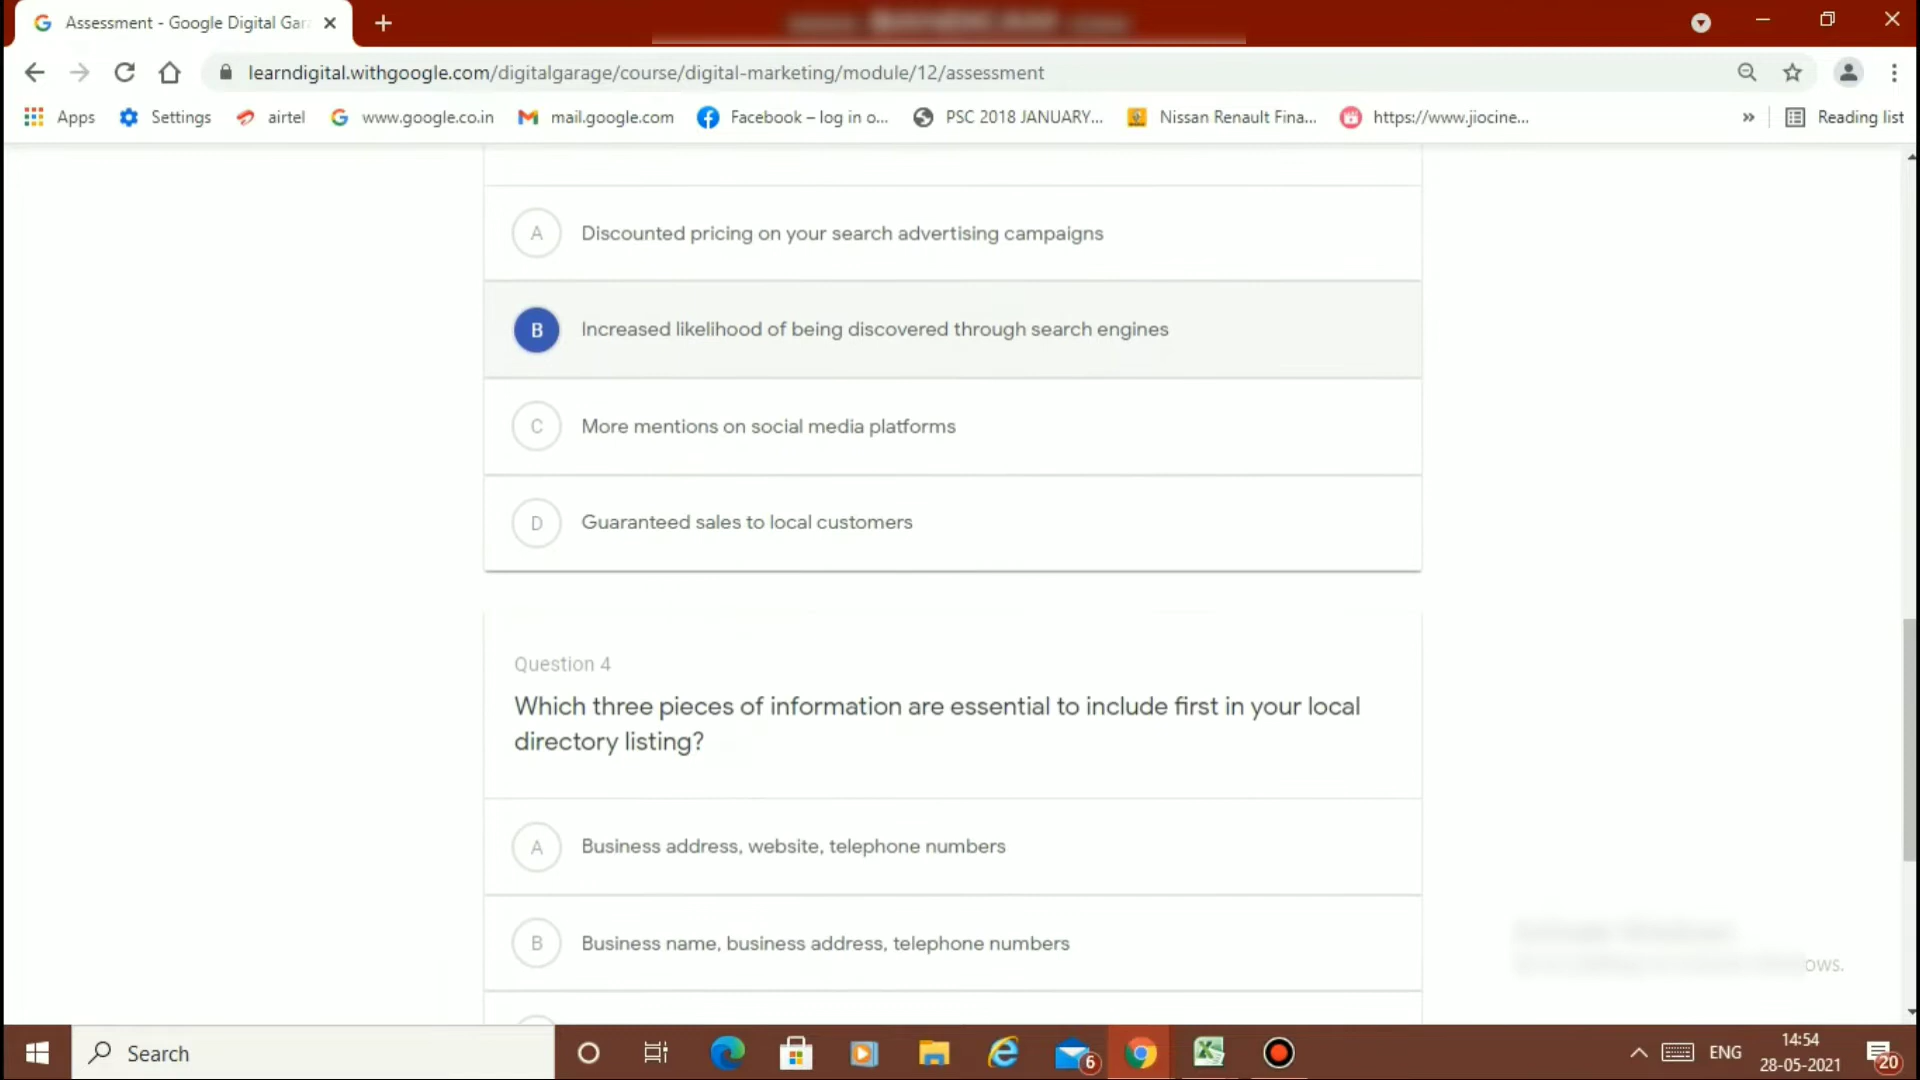 Assessment - Google Digital Gar
learndigital.withgoogle.com/digitalgarage/course/digital-marketing/module/12/assessment
Apps Settings airtel www.google.co.in mail.google.com Facebook – log in o... PSC 2018 JANUARY... Nissan Renault Fina... https://www.jiocine... » Reading list
A Discounted pricing on your search advertising campaigns
B Increased likelihood of being discovered through search engines
C More mentions on social media platforms
D Guaranteed sales to local customers
Question 4
Which three pieces of information are essential to include first in your local
directory listing?
A Business address, website, telephone numbers
B Business name, business address, telephone numbers
ows.
Search
6
ENG
14:54
28-05-2021
20